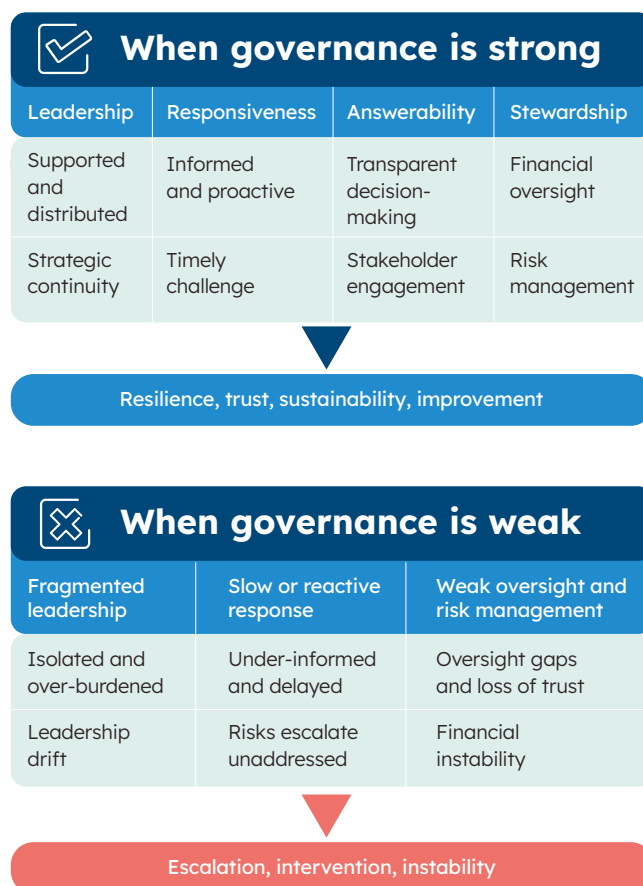 When governance is strong
Leadership
Responsiveness
Answerability
Stewardship
Supported
and
distributed
Informed
and proactive
Transparent
decision-
making
Financial
oversight
Strategic
continuity
Timely
challenge
Stakeholder
engagement
Risk
management
Resilience, trust, sustainability, improvement
When governance is weak
Fragmented
leadership
Slow or reactive
response
Weak oversight and
risk management
Isolated and
over-burdened
Under-informed
and delayed
Oversight gaps
and loss of trust
Leadership
drift
Risks escalate
unaddressed
Financial
instability
Escalation, intervention, instability